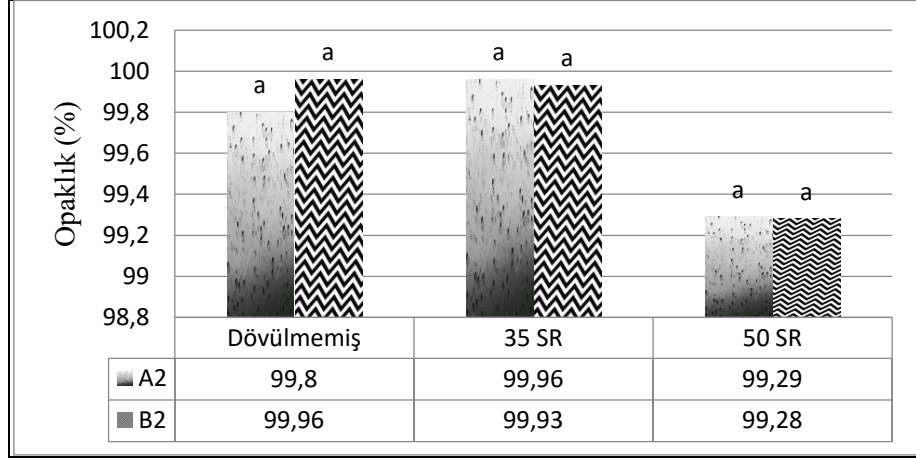 100,2
100
99,8
99,6
99,4
99,2
99
98,8
Opaklık (%)
a a a a a a
Dövülmemiş 35 SR 50 SR
A2 99,8 99,96 99,29
B2 99,96 99,93 99,28